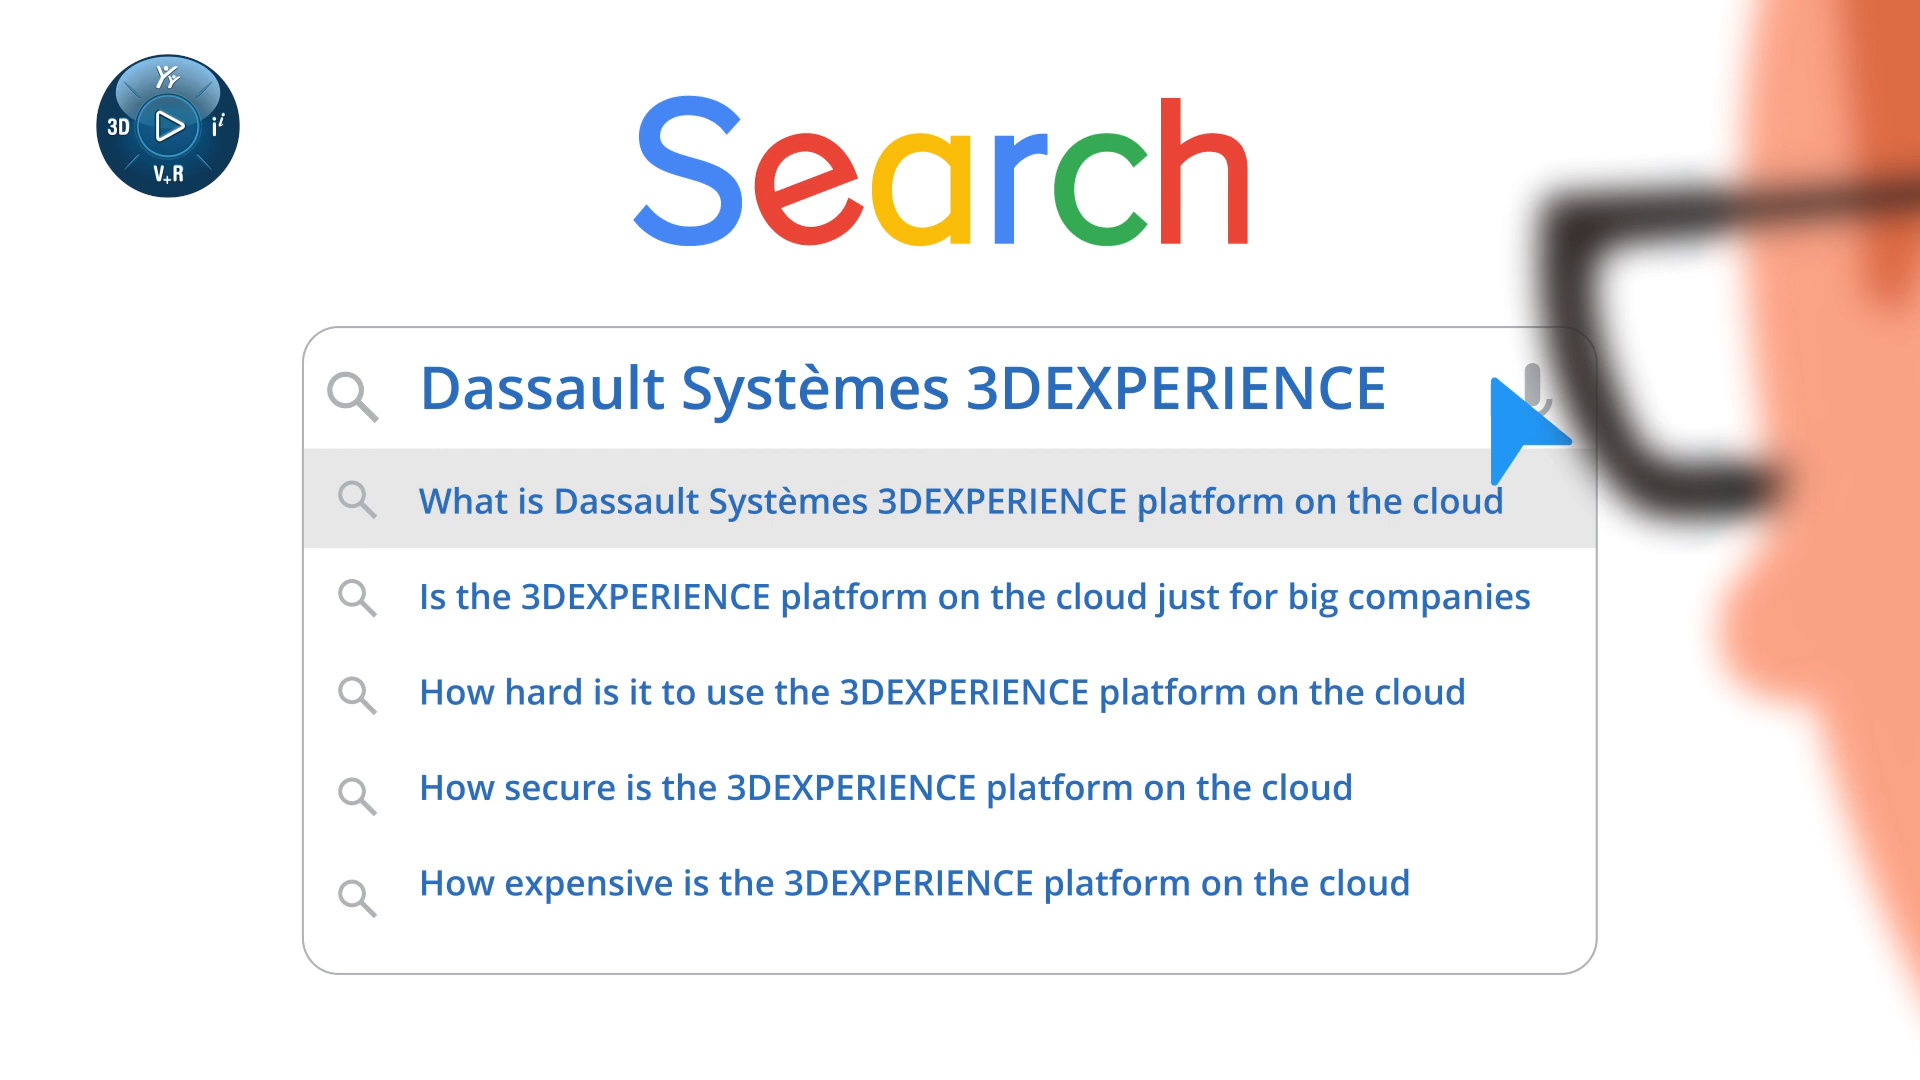 3D
i
V+R
Search
Dassault Systèmes 3DEXPERIENCE
What is Dassault Systèmes 3DEXPERIENCE platform on the cloud
Is the 3DEXPERIENCE platform on the cloud just for big companies
How hard is it to use the 3DEXPERIENCE platform on the cloud
How secure is the 3DEXPERIENCE platform on the cloud
How expensive is the 3DEXPERIENCE platform on the cloud